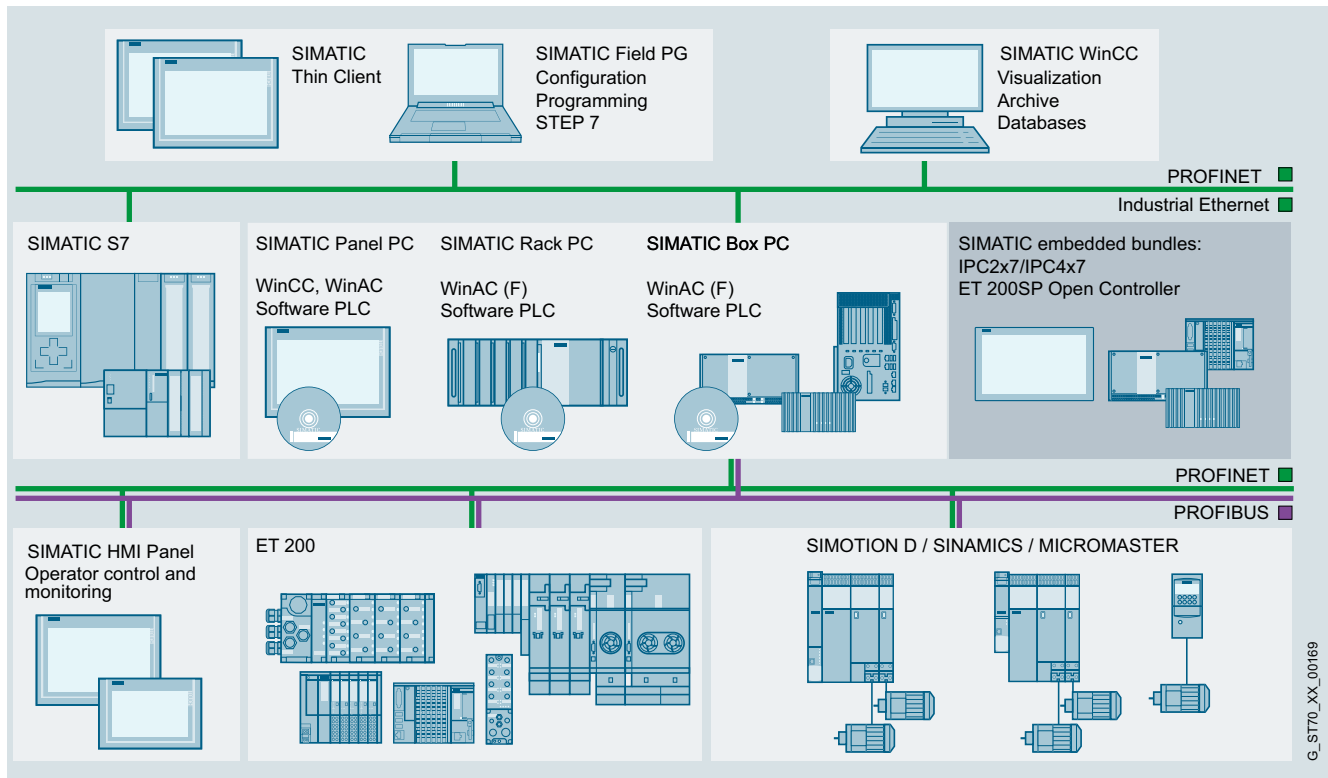 SIMATIC
Thin Client
SIMATIC Field PG
Configuration
Programming
STEP 7
SIMATIC WinCC
Visualization
Archive
Databases
PROFINET
Industrial Ethernet
SIMATIC S7
SIMATIC Panel PC
WinCC, WinAC
Software PLC
SIMATIC Rack PC
WinAC (F)
Software PLC
SIMATIC Box PC
WinAC (F)
Software PLC
SIMATIC embedded bundles:
IPC2x7/IPC4x7
ET 200SP Open Controller
SIMATIC
SIMATIC
SIMATIC
PROFINET
PROFIBUS
SIMATIC HMI Panel
Operator control and
monitoring
ET 200
SIMOTION D / SINAMICS / MICROMASTER
G_ST70_XX_00169